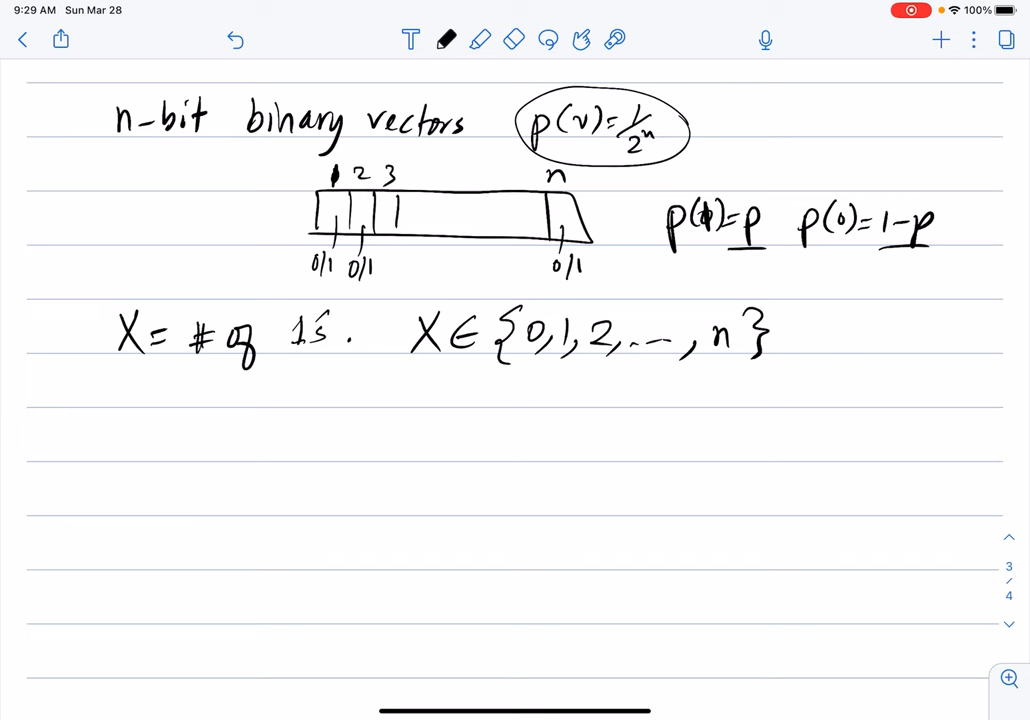 9:29 AM Sun Mar 28 100%
T
n-bit binary vectors p(v)=1/2^n
1 2 3 n
p(1)=p p(0)=1-p
0/1 0/1 0/1
X= # of 1s. X∈{0,1,2,...,n}
3
/
4